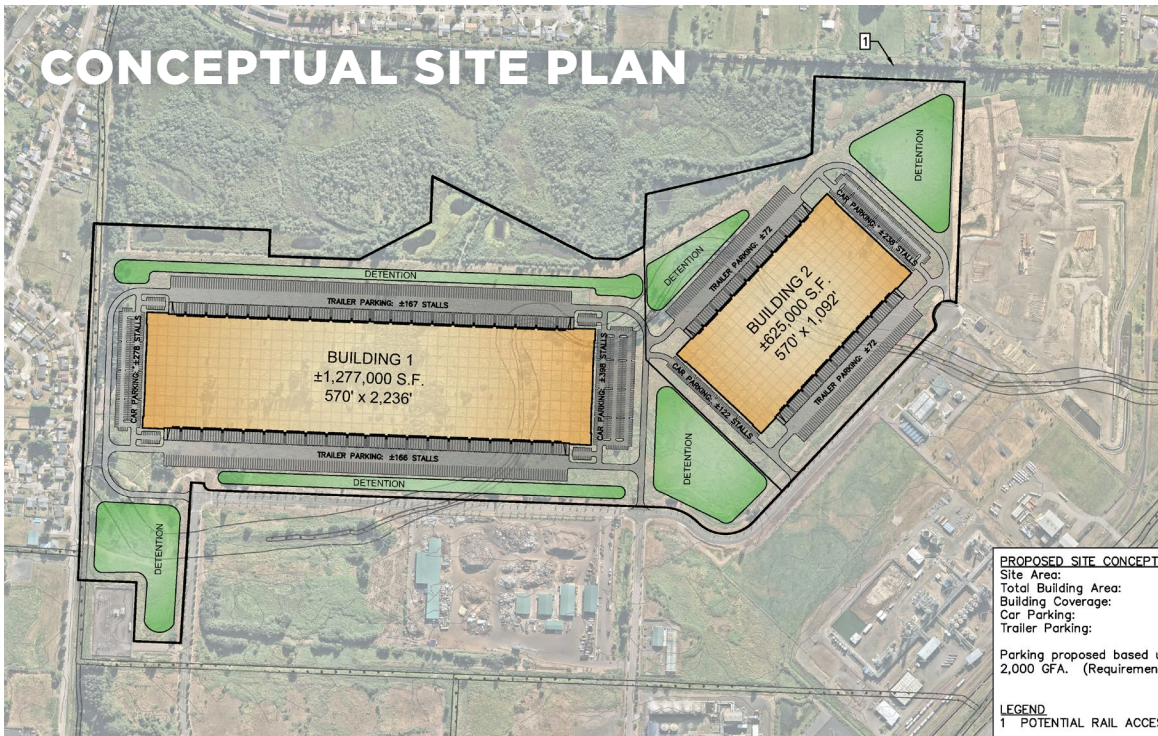 CONCEPTUAL SITE PLAN
1
DETENTION
DETENTION
CAR PARKING: ±238 STALLS
TRAILER PARKING: ±72
BUILDING 2
±625,000 S.F.
570' x 1,092'
TRAILER PARKING: ±72
CAR PARKING: ±122 STALLS
DETENTION
DETENTION
TRAILER PARKING: ±167 STALLS
CAR PARKING: ±278 STALLS
BUILDING 1
±1,277,000 S.F.
570' x 2,236'
CAR PARKING: ±398 STALLS
TRAILER PARKING: ±166 STALLS
DETENTION
DETENTION
PROPOSED SITE CONCEPT
Site Area:
Total Building Area:
Building Coverage:
Car Parking:
Trailer Parking:
Parking proposed based
2,000 GFA. (Requiremen
LEGEND
1 POTENTIAL RAIL ACCES